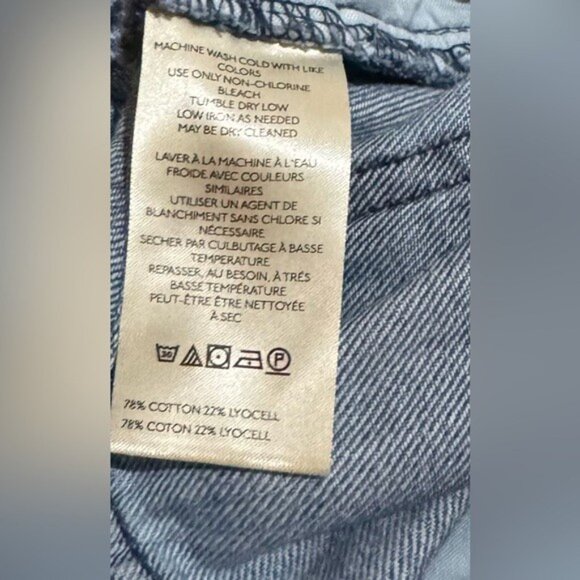 MACHINE WASH COLD WITH LIKE
COLORS
USE ONLY NON-CHLORINE
BLEACH
TUMBLE DRY LOW
LOW IRON AS NEEDED
MAY BE DRY CLEANED
LAVER À LA MACHINE À L'EAU
FROIDE AVEC COULEURS
SIMILAIRES
UTILISER UN AGENT DE
BLANCHIMENT SANS CHLORE SI
NÉCESSAIRE
SECHER PAR CULBUTAGE À BASSE
TEMPERATURE
REPASSER, AU BESOIN, À TRÉS
BASSE TEMPÉRATURE
PEUT-ÊTRE ÊTRE NETTOYÉE
À SEC
30 P
78% COTTON 22% LYOCELL
78% COTON 22% LYOCELL